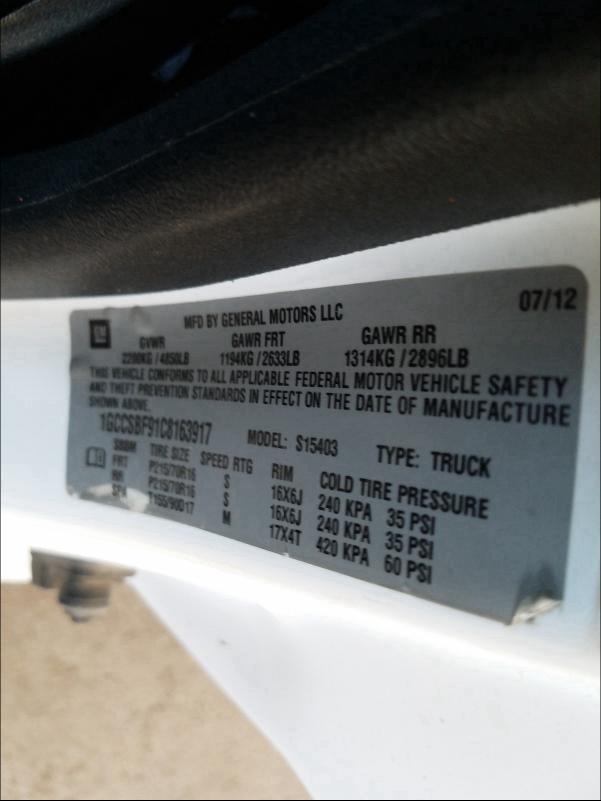 GM
MFD BY GENERAL MOTORS LLC 07/12
GVWR GAWR FRT GAWR RR
2200KG / 4850LB 1194KG / 2633LB 1314KG / 2896LB
THIS VEHICLE CONFORMS TO ALL APPLICABLE FEDERAL MOTOR VEHICLE SAFETY
AND THEFT PREVENTION STANDARDS IN EFFECT ON THE DATE OF MANUFACTURE
SHOWN ABOVE.
1GCCSBF91C8163917 MODEL: S15403 TYPE: TRUCK
TIRE SIZE SPEED RTG RIM COLD TIRE PRESSURE
FRT P215/70R16 S 16X6J 240 KPA 35 PSI
RR P215/70R16 S 16X6J 240 KPA 35 PSI
SPA T155/90D17 M 17X4T 420 KPA 60 PSI